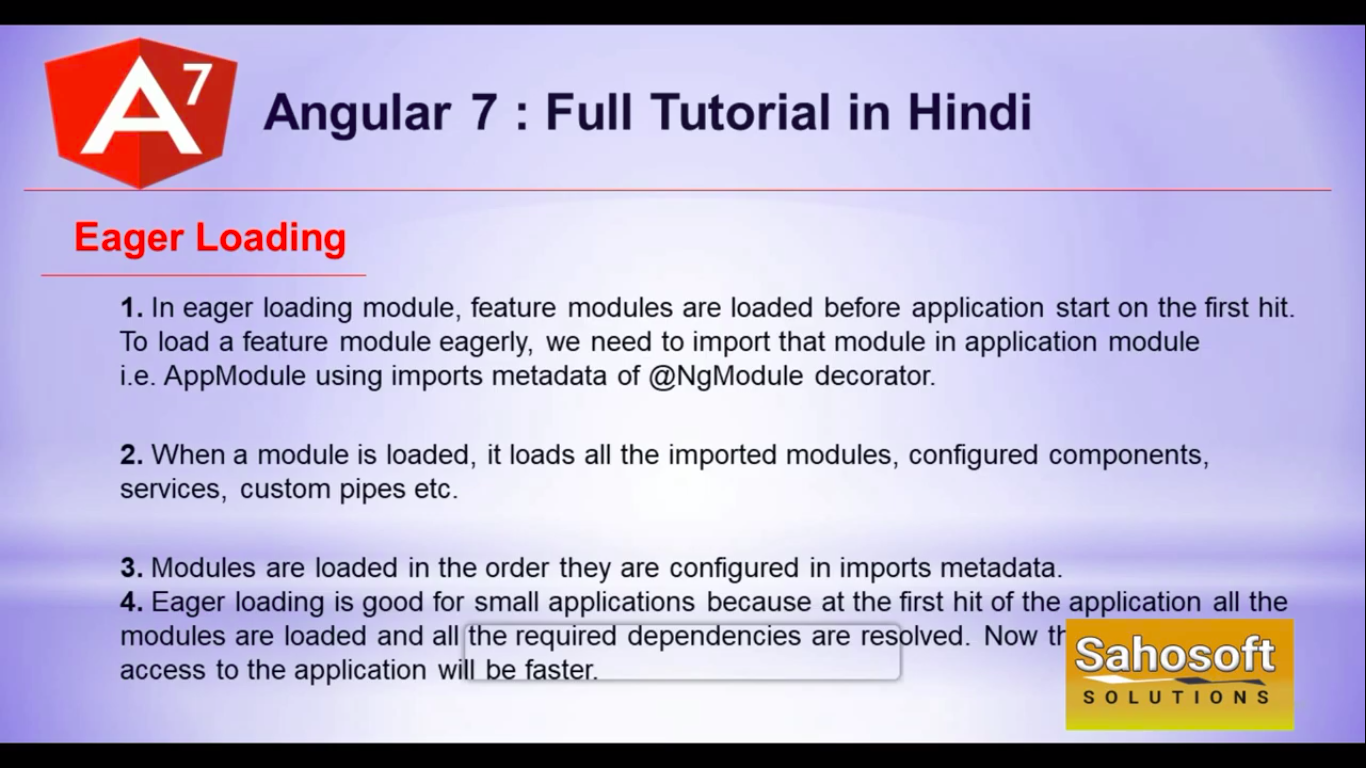 A7
Angular 7 : Full Tutorial in Hindi
Eager Loading
1. In eager loading module, feature modules are loaded before application start on the first hit.
To load a feature module eagerly, we need to import that module in application module
i.e. AppModule using imports metadata of @NgModule decorator.
2. When a module is loaded, it loads all the imported modules, configured components,
services, custom pipes etc.
3. Modules are loaded in the order they are configured in imports metadata.
4. Eager loading is good for small applications because at the first hit of the application all the
modules are loaded and all the required dependencies are resolved. Now
access to the application will be faster.
Sahosoft
SOLUTIONS